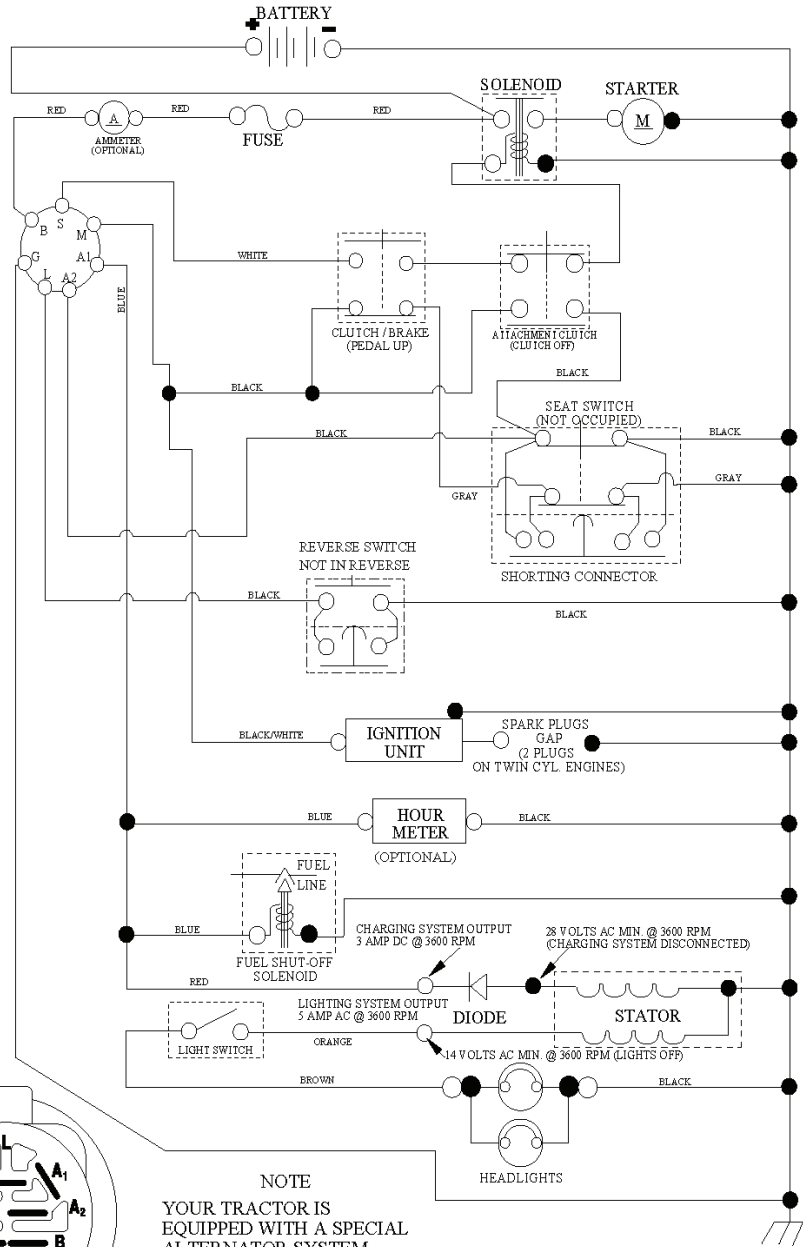 BATTERY
+ -
SOLENOID
STARTER
RED
RED
RED
A
M
AMMETER
(OPTIONAL)
FUSE
B
S
M
G
A1
L
A2
BLUE
WHITE
CLUTCH / BRAKE
(PEDAL UP)
ATTACHMENT CLUTCH
(CLUTCH OFF)
BLACK
BLACK
SEAT SWITCH
(NOT OCCUPIED)
BLACK
BLACK
GRAY
GRAY
REVERSE SWITCH
NOT IN REVERSE
SHORTING CONNECTOR
BLACK
BLACK
BLACK/WHITE
IGNITION
UNIT
SPARK PLUGS
GAP
(2 PLUGS
ON TWIN CYL. ENGINES)
BLUE
HOUR
METER
BLACK
(OPTIONAL)
FUEL
LINE
BLUE
FUEL SHUT-OFF
SOLENOID
CHARGING SYSTEM OUTPUT
3 AMP DC @ 3600 RPM
28 VOLTS AC MIN. @ 3600 RPM
(CHARGING SYSTEM DISCONNECTED)
RED
LIGHTING SYSTEM OUTPUT
5 AMP AC @ 3600 RPM
DIODE
STATOR
LIGHT SWITCH
ORANGE
14 VOLTS AC MIN. @ 3600 RPM (LIGHTS OFF)
BROWN
BLACK
HEADLIGHTS
L
A1
A2
B
NOTE
YOUR TRACTOR IS
EQUIPPED WITH A SPECIAL
ALTERNATOR SYSTEM